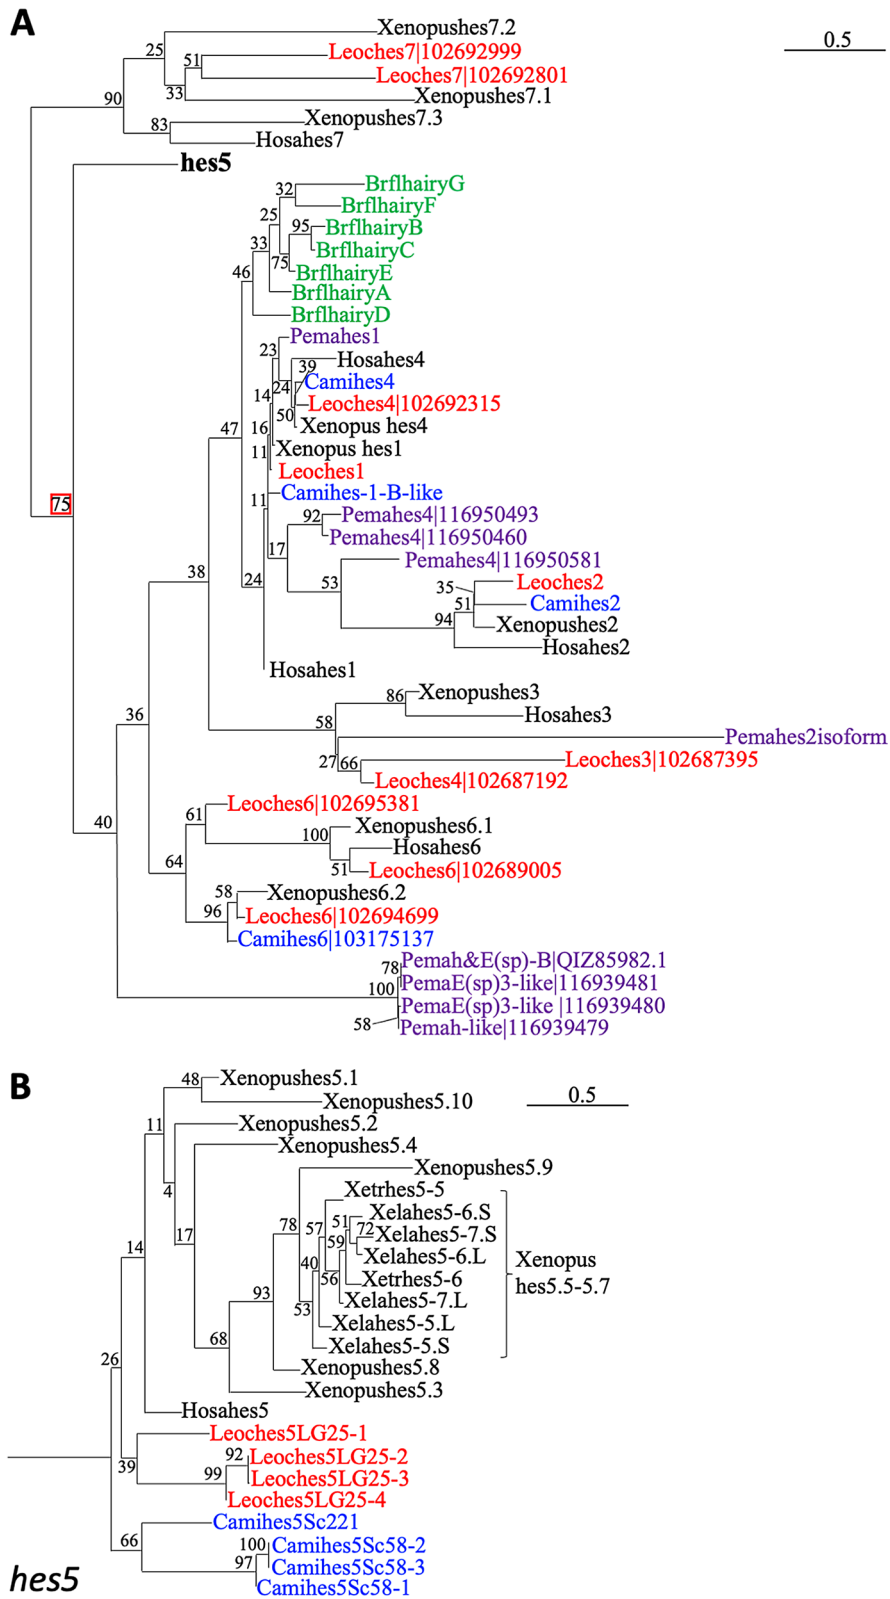 A
Xenopushes7.2
0.5
25
51
Leoches7|102692999
Leoches7|102692801
33
Xenopushes7.1
90
Xenopushes7.3
83
Hosahes7
hes5
BrflhairyG
32
BrflhairyF
25
95
BrflhairyB
33
BrflhairyC
75
BrflhairyE
46
BrflhairyA
BrflhairyD
Pemahes1
23
Hosahes4
39
Camihes4
24
14
Leoches4|102692315
50
16
Xenopus hes4
47
Xenopus hes1
11
Leoches1
Camihes-1-B-like
11
75
92
Pemahes4|116950493
Pemahes4|116950460
17
Pemahes4|116950581
38
24
53
Leoches2
35
Camihes2
51
94
Xenopushes2
Hosahes2
Hosahes1
86
Xenopushes3
Hosahes3
58
Pemahes2isoform
36
27
66
Leoches3|102687395
Leoches4|102687192
Leoches6|102695381
61
40
Xenopushes6.1
100
Hosahes6
64
51
Leoches6|102689005
58
Xenopushes6.2
96
Leoches6|102694699
Camihes6|103175137
Pemah&E(sp)-B|QIZ85982.1
78
PemaE(sp)3-like|116939481
100
PemaE(sp)3-like |116939480
58
Pemah-like|116939479
B
48
Xenopushes5.1
0.5
Xenopushes5.10
11
Xenopushes5.2
Xenopushes5.4
Xenopushes5.9
4
Xetrhes5-5
Xelahes5-6.S
51
78
57
72
Xelahes5-7.S
17
59
14
Xelahes5-6.L
40
Xenopus
hes5.5-5.7
56
Xetrhes5-6
93
53
Xelahes5-7.L
Xelahes5-5.L
68
Xelahes5-5.S
26
Xenopushes5.8
Xenopushes5.3
Hosahes5
Leoches5LG25-1
39
92
Leoches5LG25-2
99
Leoches5LG25-3
Leoches5LG25-4
Camihes5Sc221
66
100
Camihes5Sc58-2
97
Camihes5Sc58-3
hes5
Camihes5Sc58-1